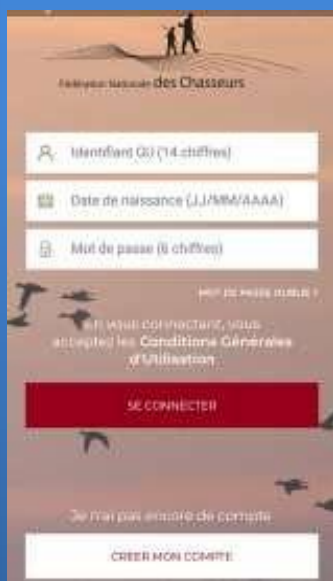 Fédération Nationale des Chasseurs
Identifiant GU (14 chiffres)
Date de naissance (JJ/MM/AAAA)
Mot de passe (6 chiffres)
MOT DE PASSE OUBLIÉ ?
En vous connectant, vous
acceptez les Conditions Générales
d'Utilisation
SE CONNECTER
Je n'ai pas encore de compte
CRÉER MON COMPTE